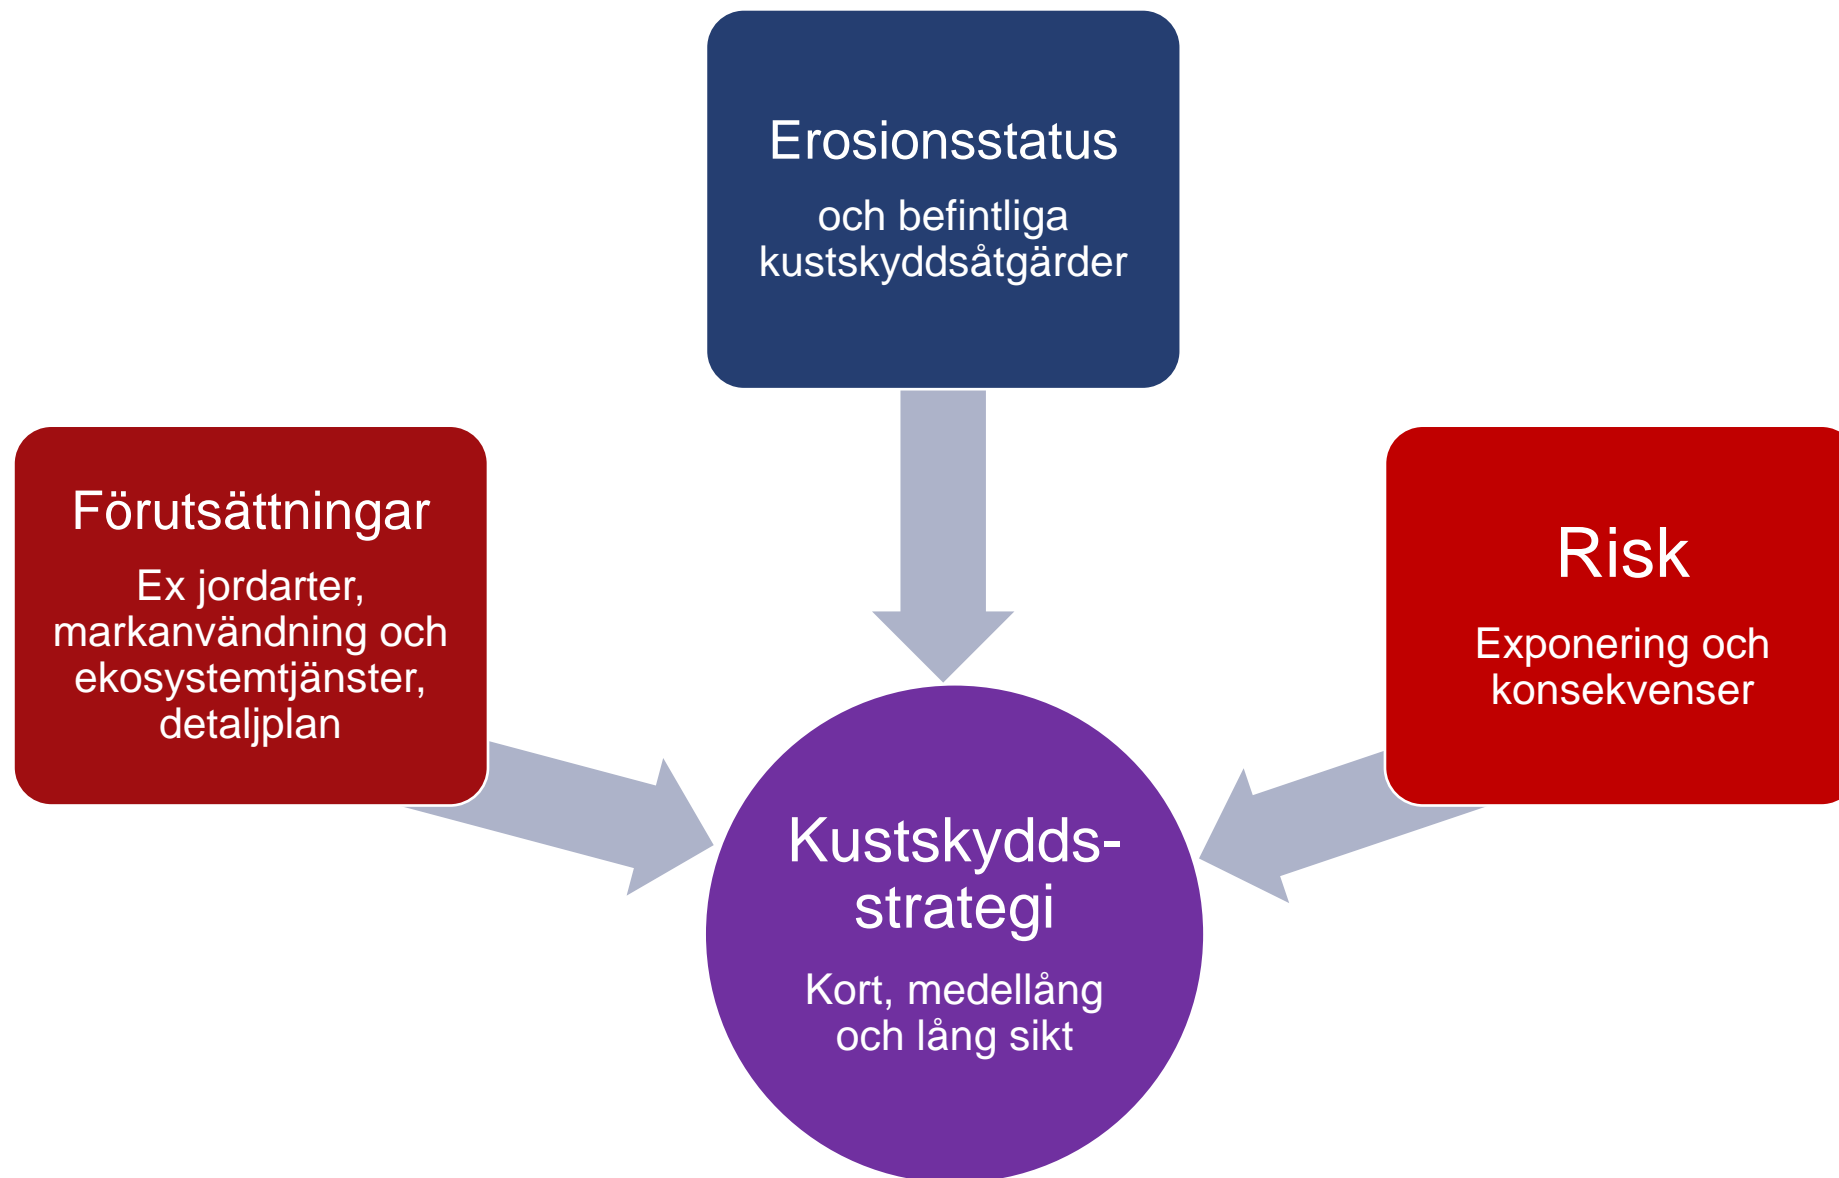 Erosionsstatus
och befintliga
kustskyddsåtgärder
Förutsättningar
Ex jordarter,
markanvändning och
ekosystemtjänster,
detaljplan
Risk
Exponering och
konsekvenser
Kustskydds-
strategi
Kort, medellång
och lång sikt